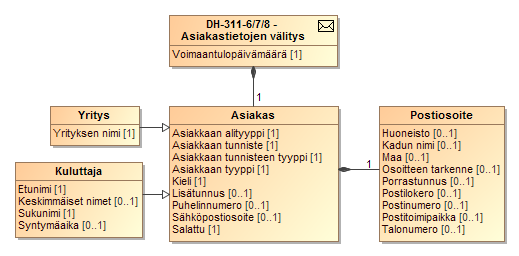 DH-311-6/7/8 -
Asiakastietojen välitys
Voimaantulopäivämäärä [1]
1
Yritys
Yrityksen nimi [1]
Kuluttaja
Etunimi [1]
Keskimmäiset nimet [0..1]
Sukunimi [1]
Syntymäaika [0..1]
Asiakas
Asiakkaan alityyppi [1]
Asiakkaan tunniste [1]
Asiakkaan tunnisteen tyyppi [1]
Asiakkaan tyyppi [1]
Kieli [1]
Lisätunnus [0..1]
Puhelinnumero [0..1]
Sähköpostiosoite [0..1]
Salattu [1]
1
Postiosoite
Huoneisto [0..1]
Kadun nimi [0..1]
Maa [0..1]
Osoitteen tarkenne [0..1]
Porrastunnus [0..1]
Postilokero [0..1]
Postinumero [0..1]
Postitoimipaikka [0..1]
Talonumero [0..1]